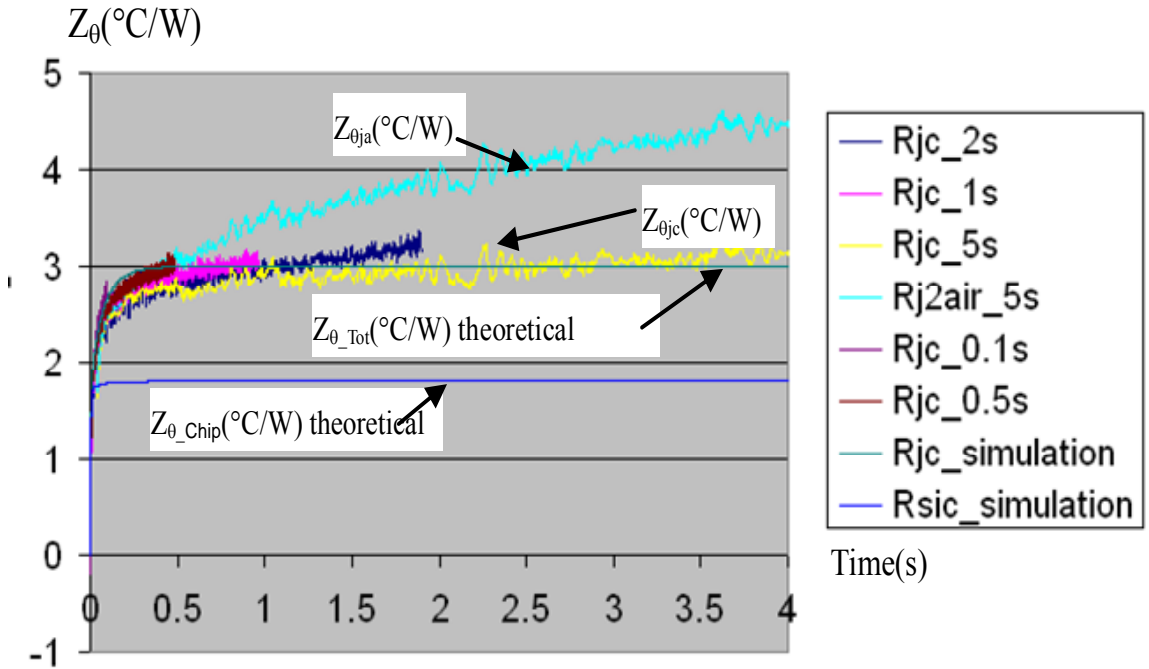 Zθ(°C/W)
5
4
3
2
1
0
-1
0 0.5 1 1.5 2 2.5 3 3.5 4
Zθja(°C/W)
Zθjc(°C/W)
Zθ_Tot(°C/W) theoretical
Zθ_Chip(°C/W) theoretical
Rjc_2s
Rjc_1s
Rjc_5s
Rj2air_5s
Rjc_0.1s
Rjc_0.5s
Rjc_simulation
Rsic_simulation
Time(s)